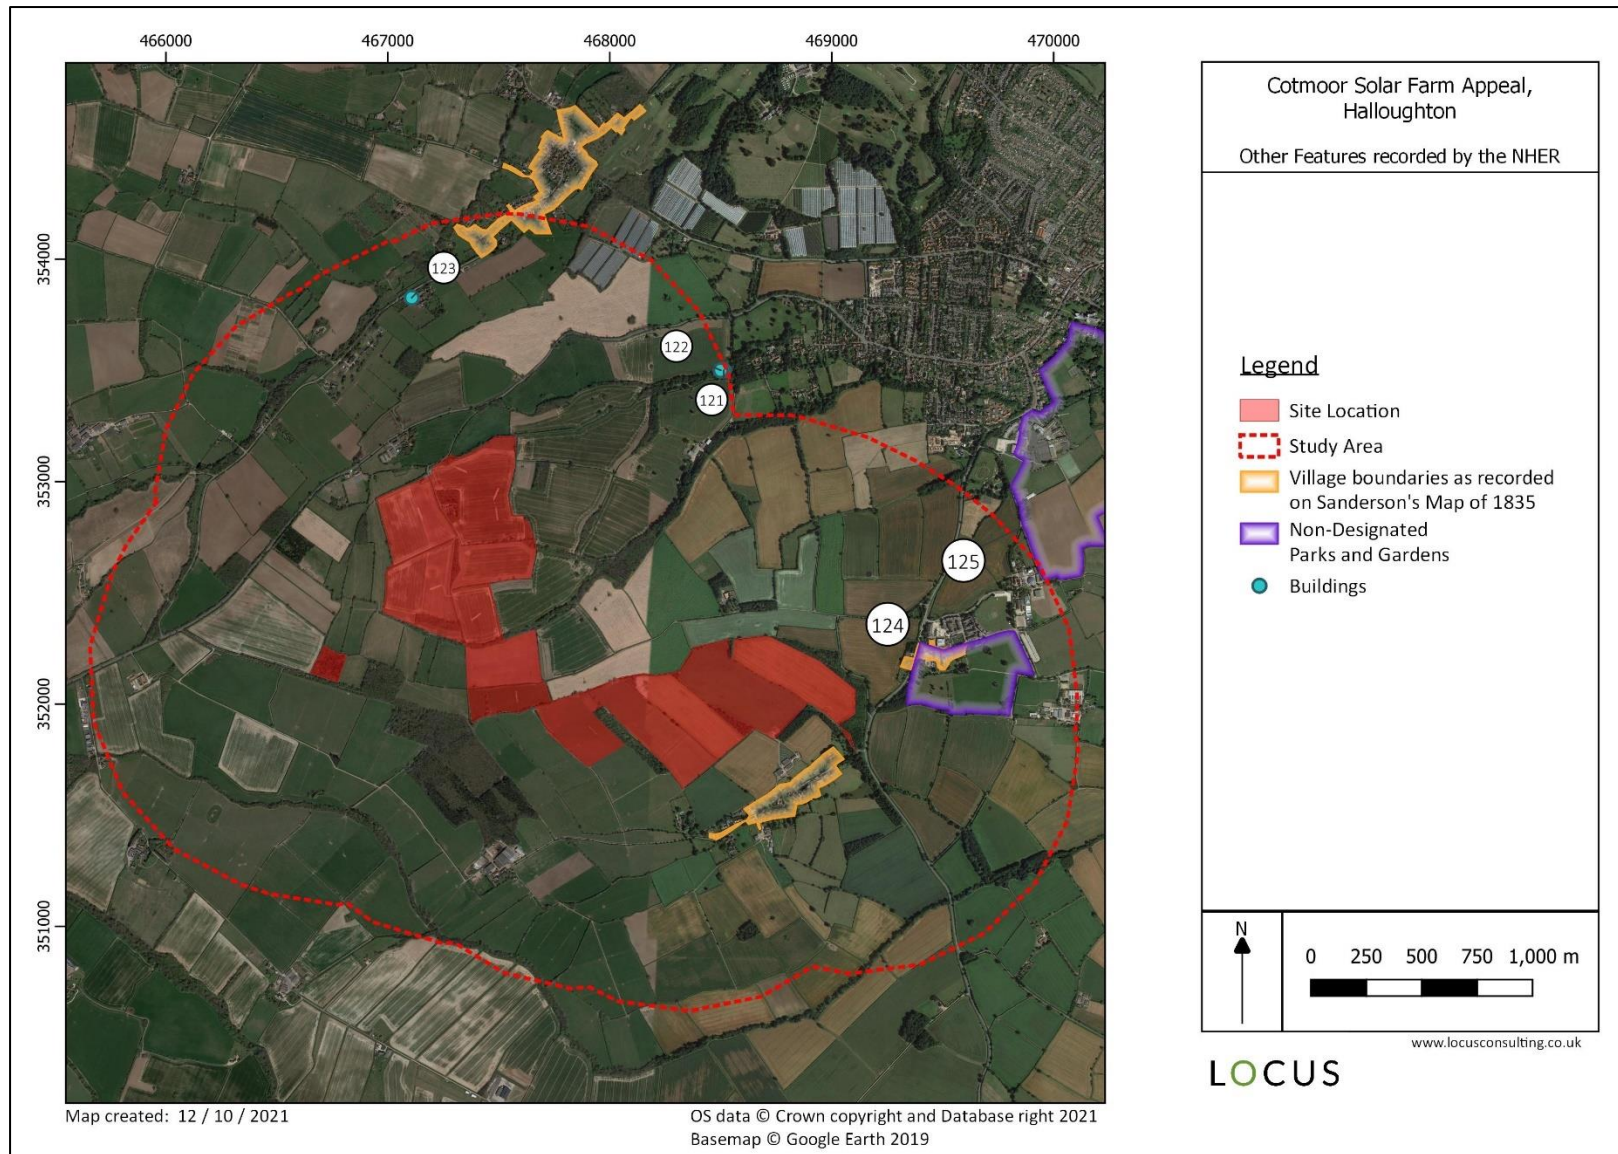 466000 467000 468000 469000 470000
354000
353000
352000
351000
123
122
121
125
124
Map created: 12 / 10 / 2021
OS data © Crown copyright and Database right 2021
Basemap © Google Earth 2019
Cotmoor Solar Farm Appeal,
Halloughton
Other Features recorded by the NHER
Legend
Site Location
Study Area
Village boundaries as recorded
on Sanderson's Map of 1835
Non-Designated
Parks and Gardens
Buildings
N
0 250 500 750 1,000 m
www.locusconsulting.co.uk
LOCUS